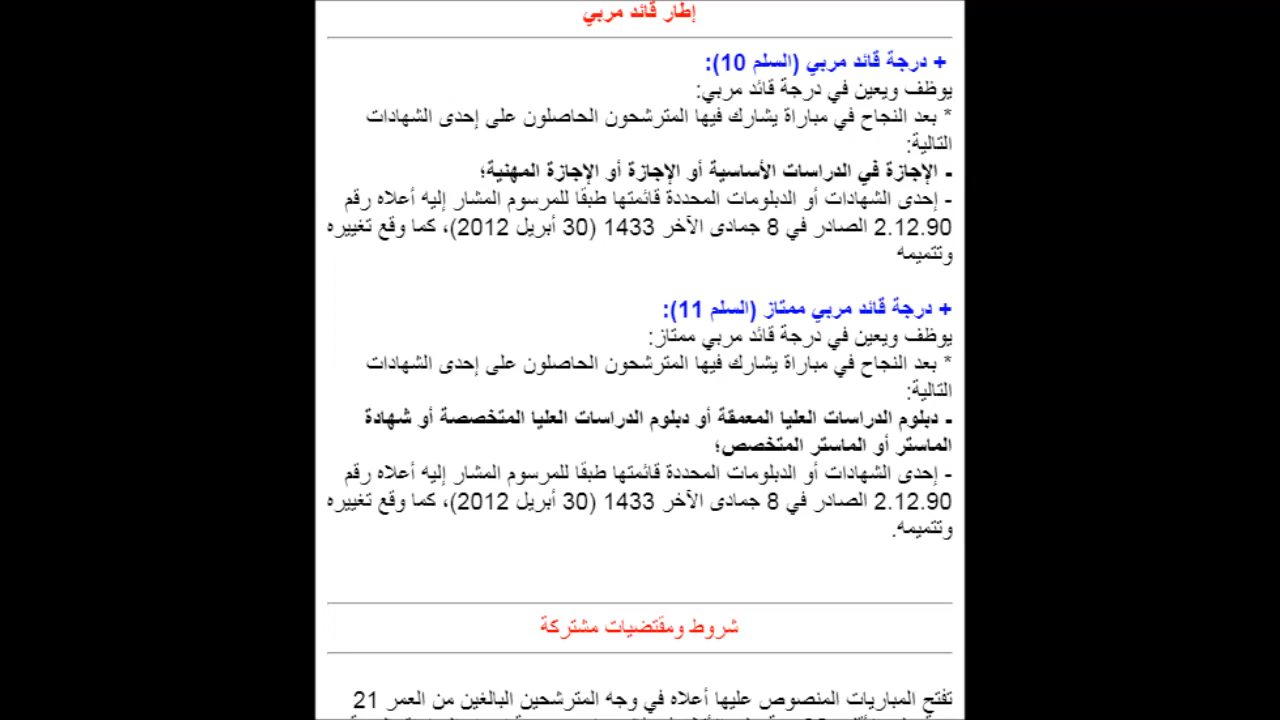 إطار قائد مربي
+ درجة قائد مربي (السلم 10):
يوظف ويعين في درجة قائد مربي:
* بعد النجاح في مباراة يشارك فيها المترشحون الحاصلون على إحدى الشهادات
التالية:
- الإجازة في الدراسات الأساسية أو الإجازة أو الإجازة المهنية؛
- إحدى الشهادات أو الدبلومات المحددة قائمتها طبقا للمرسوم المشار إليه أعلاه رقم
2.12.90 الصادر في 8 جمادى الآخر 1433 (30 أبريل 2012)، كما وقع تغييره
وتتميمه
+ درجة قائد مربي ممتاز (السلم 11):
يوظف ويعين في درجة قائد مربي ممتاز:
* بعد النجاح في مباراة يشارك فيها المترشحون الحاصلون على إحدى الشهادات
التالية:
- دبلوم الدراسات العليا المعمقة أو دبلوم الدراسات العليا المتخصصة أو شهادة
الماستر أو الماستر المتخصص؛
- إحدى الشهادات أو الدبلومات المحددة قائمتها طبقا للمرسوم المشار إليه أعلاه رقم
2.12.90 الصادر في 8 جمادى الآخر 1433 (30 أبريل 2012)، كما وقع تغييره
وتتميمه.
شروط ومقتضيات مشتركة
تفتح المباريات المنصوص عليها أعلاه في وجه المترشحين البالغين من العمر 21